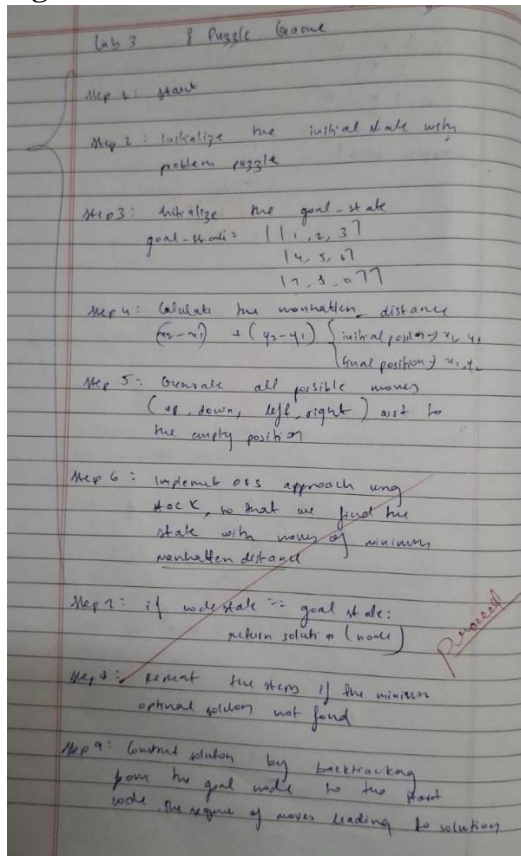 Lab 3 8 Puzzle Game
Step 1: start
Step 2: Initialize the initial state with
problem puzzle
Step 3: Initialize the goal-state
goal-state = [[1, 2, 3]
[4, 5, 6]
[7, 8, 0]]
Step 4: Calculate the manhatten distance
(x2-x1) + (y2-y1) { initial position → x1, y1
final position → x2, y2
Step 5: Generate all possible moves
(up, down, left, right) wrt to
the empty position
Step 6: Implement DFS approach using
stack, so that we find the
state with moves of minimum
manhatten distance
Step 7: if node state == goal state:
return solution (node)
Proceed
Step 8: repeat the steps if the minimum
optimal solution not found
Step 9: Construct solution by backtracking
from the goal node to the start
node. The sequence of moves leading to solution